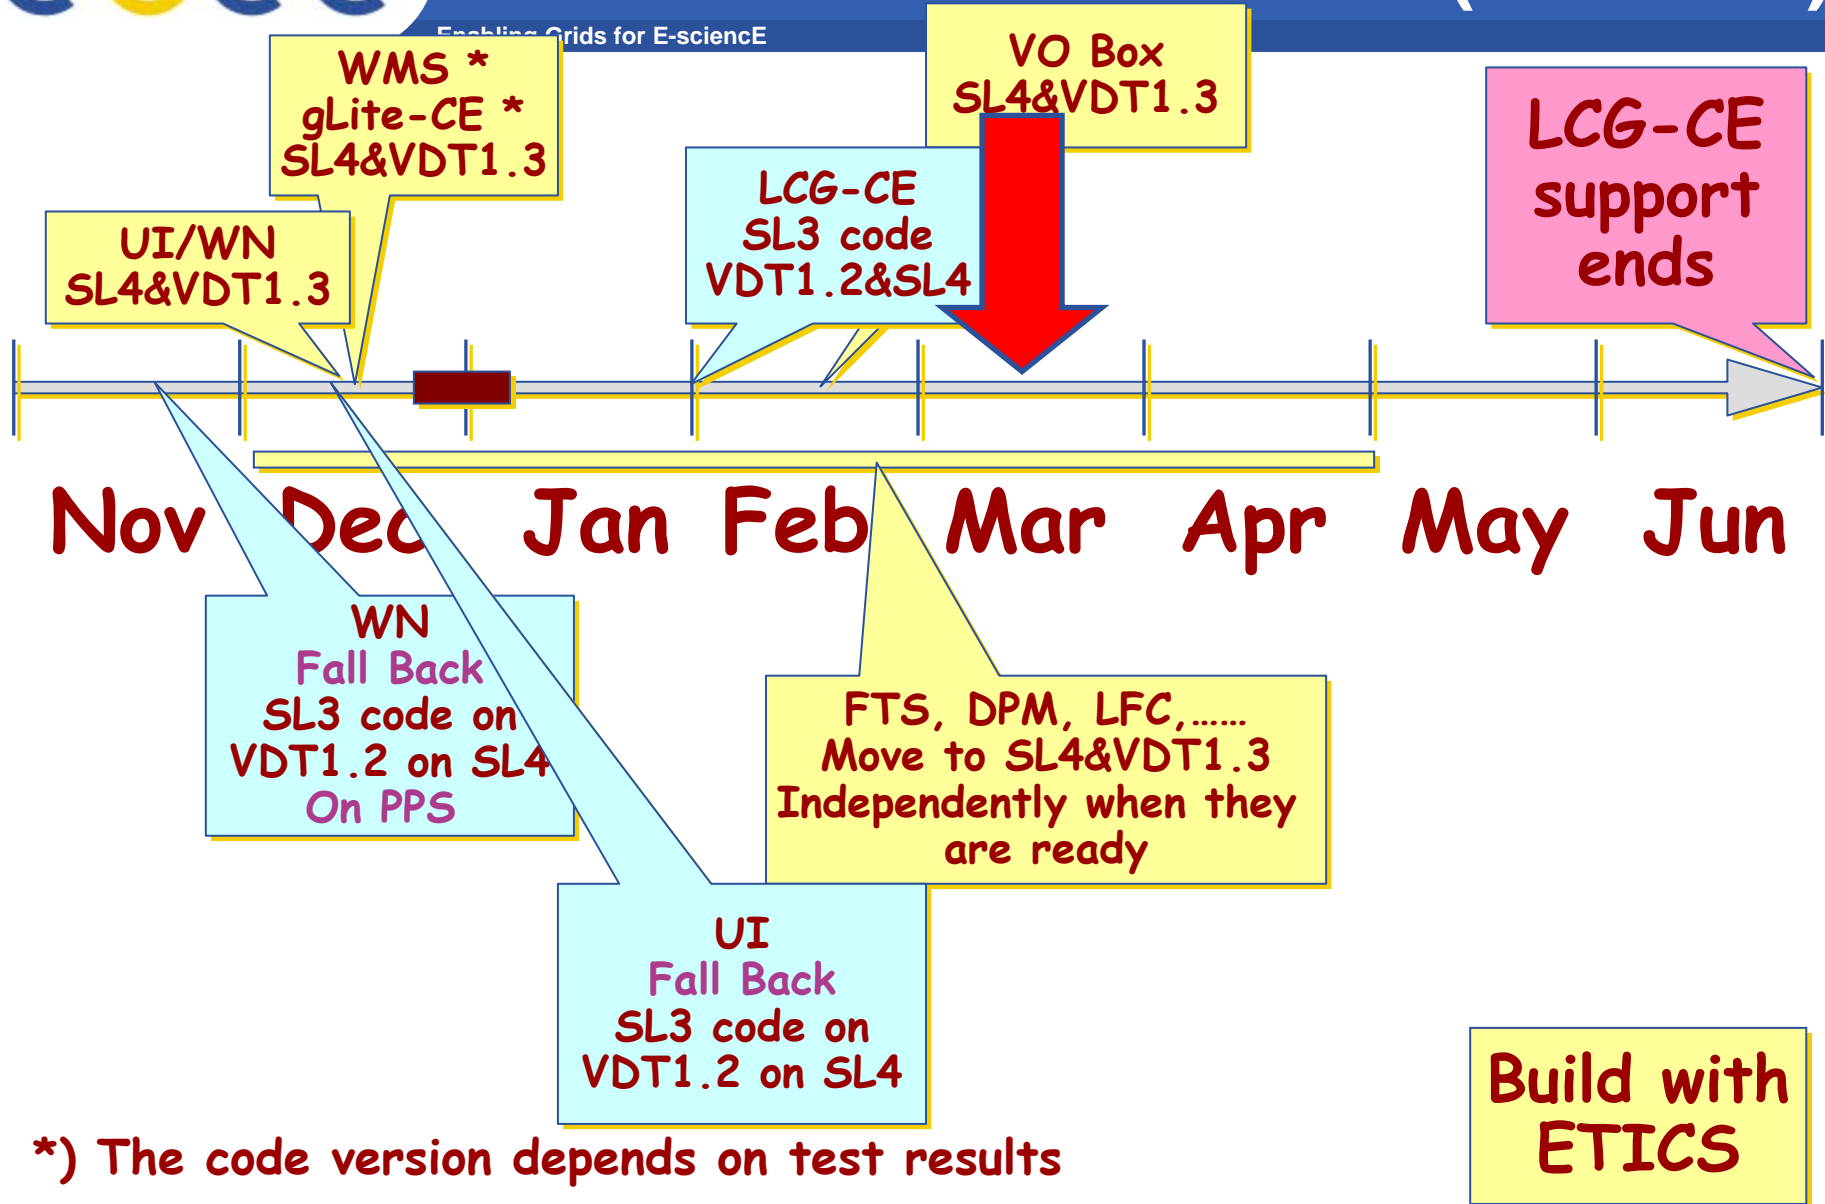 Enabling Grids for E-sciencE
WMS *
gLite-CE *
SL4&VDT1.3
VO Box
SL4&VDT1.3
LCG-CE
support
ends
UI/WN
SL4&VDT1.3
LCG-CE
SL3 code
VDT1.2&SL4
Nov Dec Jan Feb Mar Apr May Jun
WN
Fall Back
SL3 code on
VDT1.2 on SL4
On PPS
FTS, DPM, LFC,……
Move to SL4&VDT1.3
Independently when they
are ready
UI
Fall Back
SL3 code on
VDT1.2 on SL4
Build with
ETICS
*) The code version depends on test results